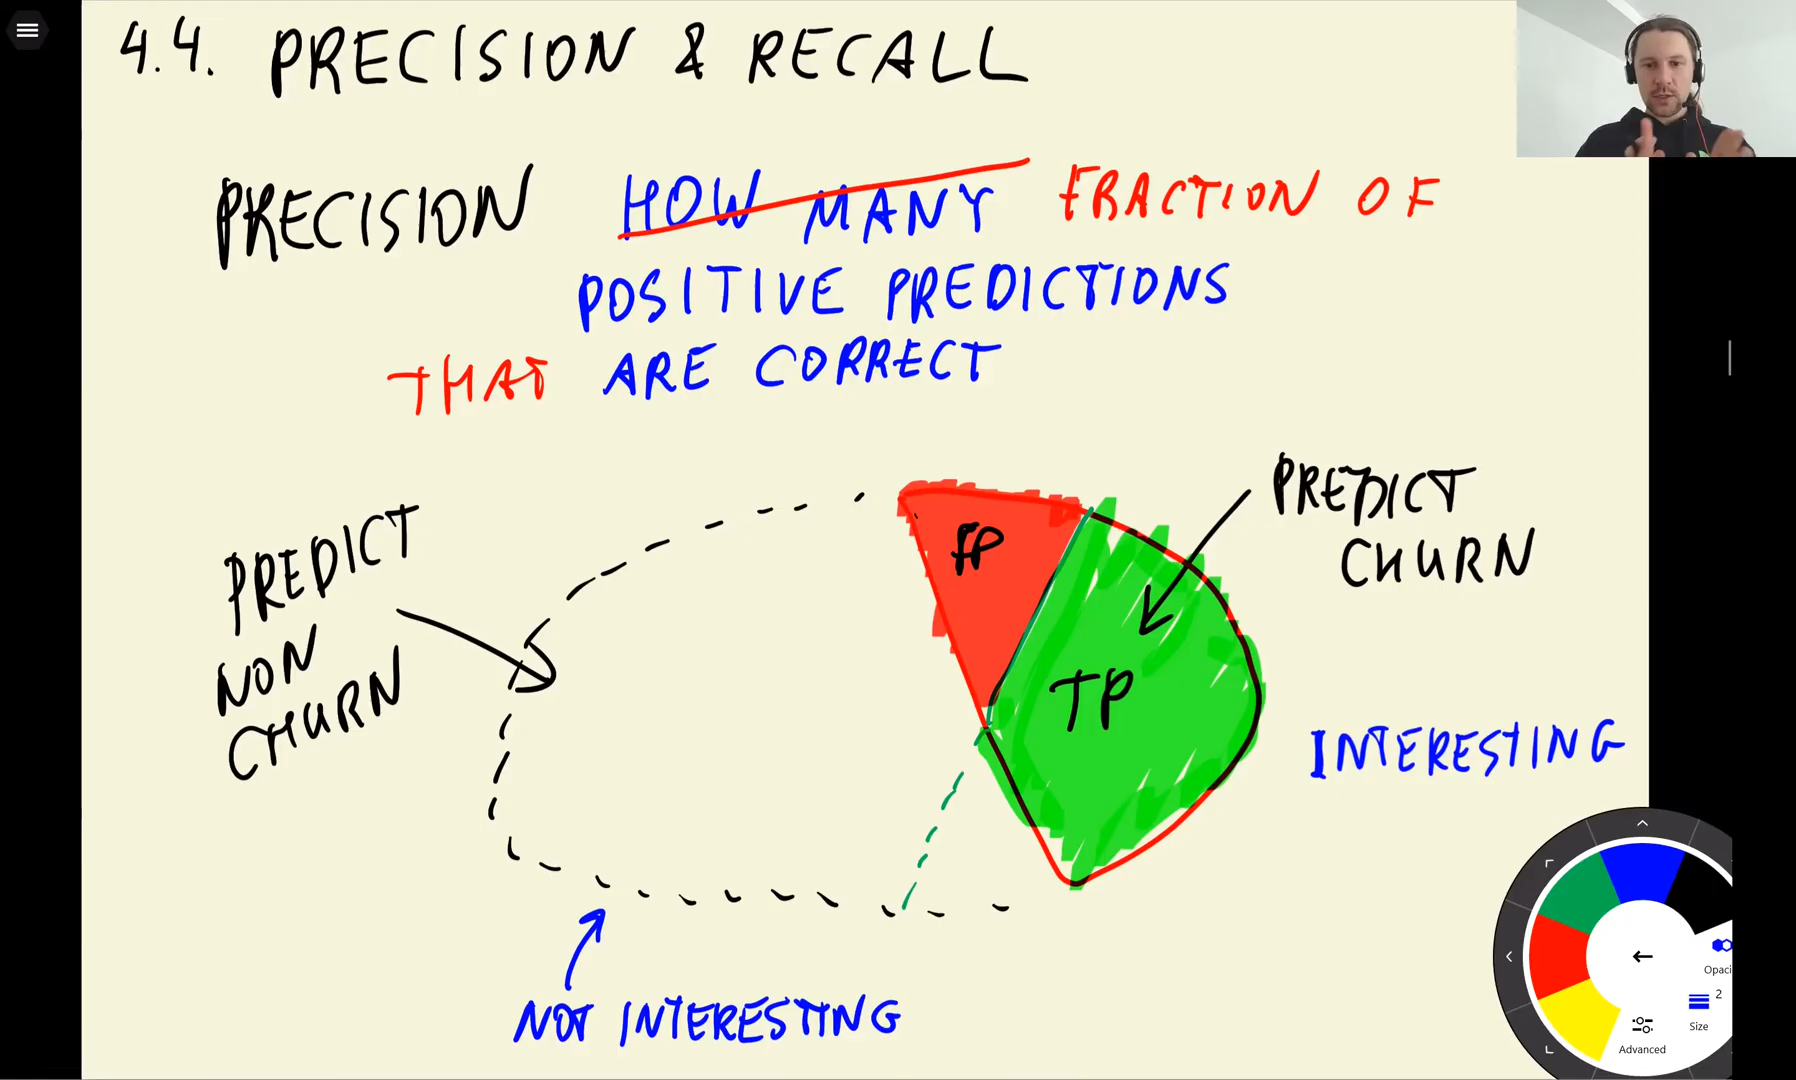 4.4. PRECISION & RECALL
PRECISION HOW MANY FRACTION OF
POSITIVE PREDICTIONS
THAT ARE CORRECT
PREDICT
CHURN
FP
PREDICT
NON
CHURN
TP
INTERESTING
NOT INTERESTING
Opaci
2
Size
Advanced